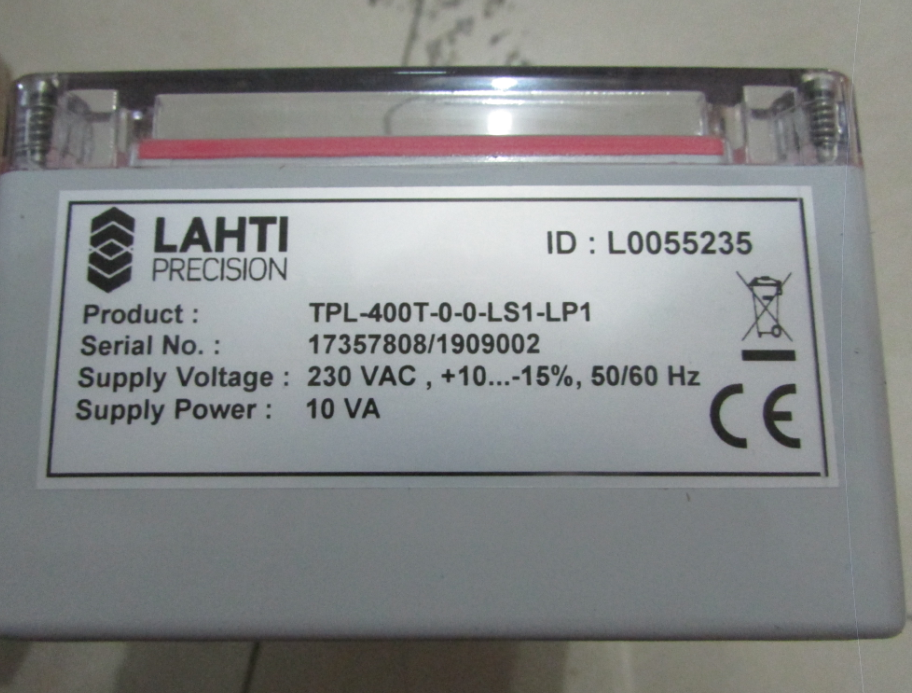 LAHTI
PRECISION
ID : L0055235
Product : TPL-400T-0-0-LS1-LP1
Serial No. : 17357808/1909002
Supply Voltage : 230 VAC , +10...-15%, 50/60 Hz
Supply Power : 10 VA
CE